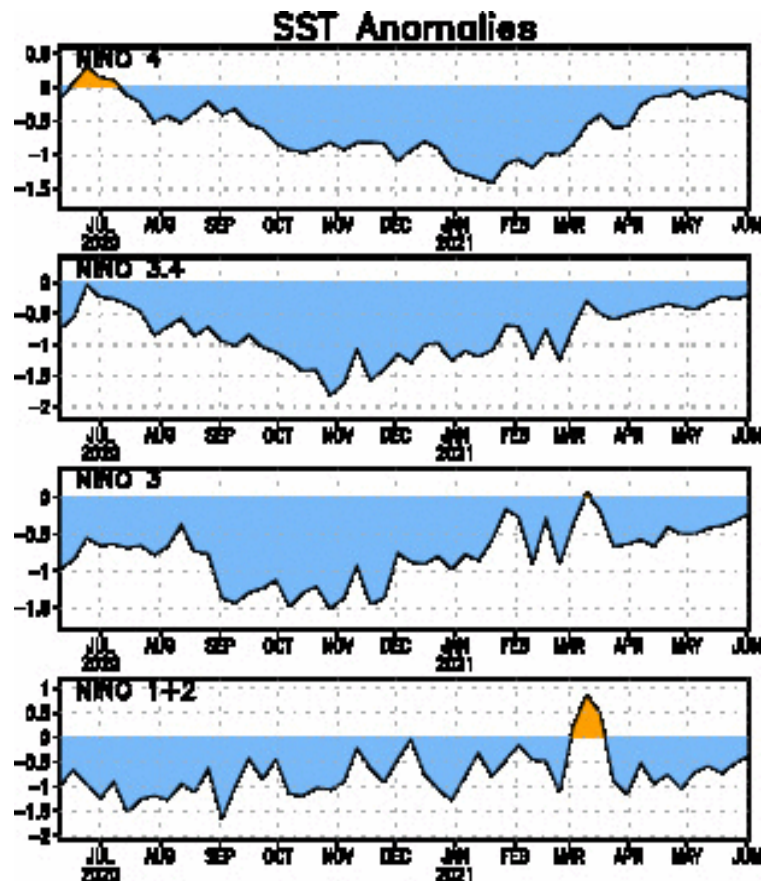 SST Anomalies
NINO 4
0.5
0
-0.5
-1
-1.5
JUL AUG SEP OCT NOV DEC JAN FEB MAR APR MAY JUN
2020 2021
NINO 3.4
0
-0.5
-1
-1.5
-2
JUL AUG SEP OCT NOV DEC JAN FEB MAR APR MAY JUN
2020 2021
NINO 3
0
-0.5
-1
-1.5
JUL AUG SEP OCT NOV DEC JAN FEB MAR APR MAY JUN
2020 2021
NINO 1+2
1
0.5
0
-0.5
-1
-1.5
-2
JUL AUG SEP OCT NOV DEC JAN FEB MAR APR MAY JUN
2020 2021